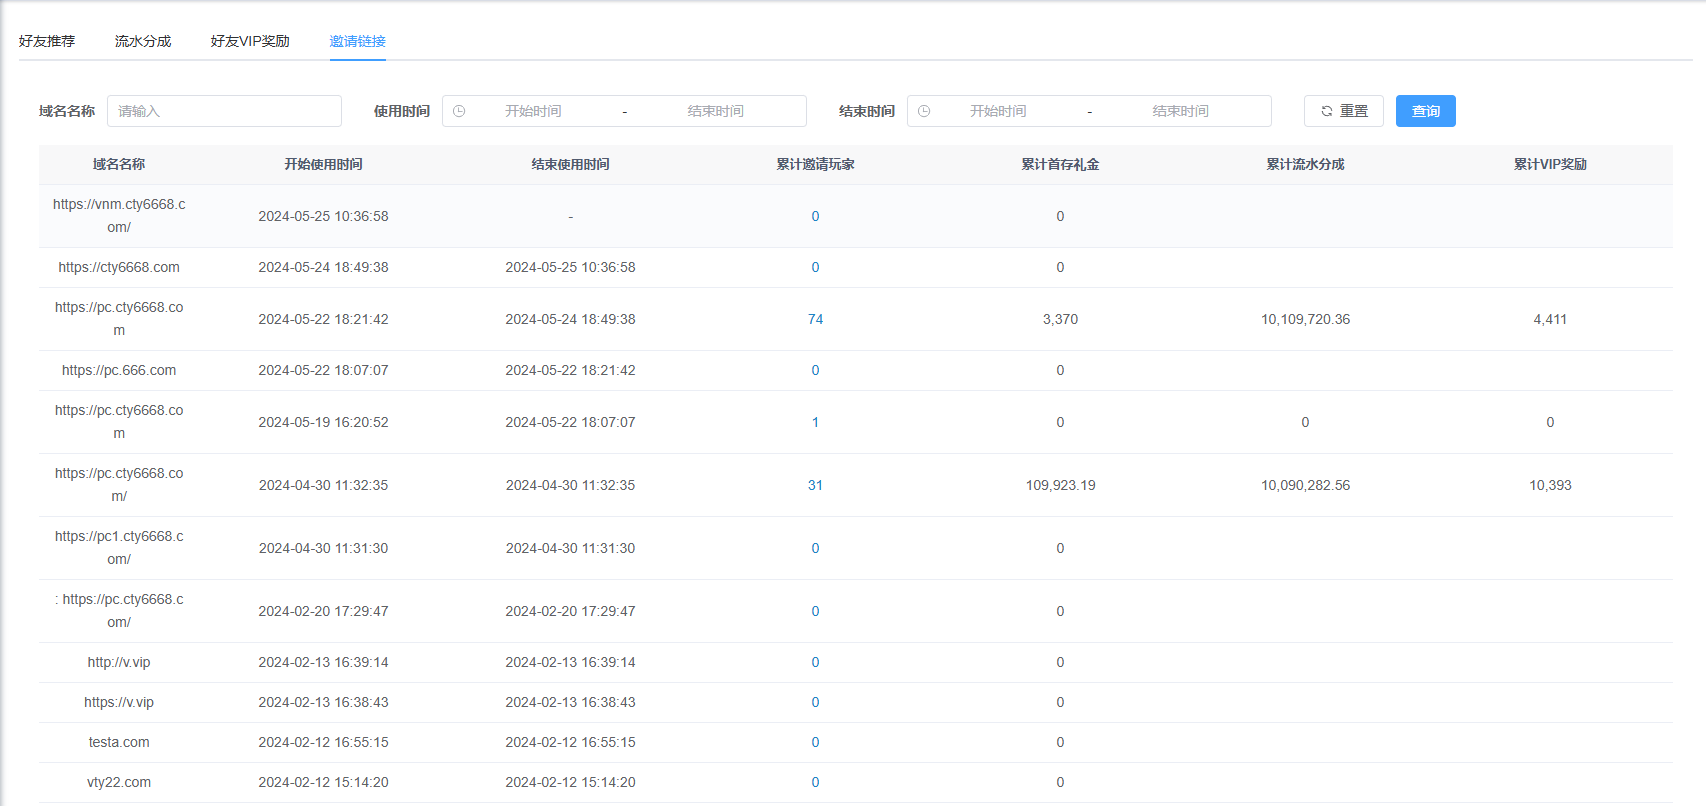 好友推荐 流水分成 好友VIP奖励 邀请链接
域名名称 请输入 使用时间 开始时间 - 结束时间 结束时间 开始时间 - 结束时间 重置 查询
域名名称 开始使用时间 结束使用时间 累计邀请玩家 累计首存礼金 累计流水分成 累计VIP奖励
https://vnm.cty6668.c
om/ 2024-05-25 10:36:58 - 0 0
https://cty6668.com 2024-05-24 18:49:38 2024-05-25 10:36:58 0 0
https://pc.cty6668.co
m 2024-05-22 18:21:42 2024-05-24 18:49:38 74 3,370 10,109,720.36 4,411
https://pc.666.com 2024-05-22 18:07:07 2024-05-22 18:21:42 0 0
https://pc.cty6668.co
m 2024-05-19 16:20:52 2024-05-22 18:07:07 1 0 0 0
https://pc.cty6668.co
m/ 2024-04-30 11:32:35 2024-04-30 11:32:35 31 109,923.19 10,090,282.56 10,393
https://pc1.cty6668.c
om/ 2024-04-30 11:31:30 2024-04-30 11:31:30 0 0
: https://pc.cty6668.c
om/ 2024-02-20 17:29:47 2024-02-20 17:29:47 0 0
http://v.vip 2024-02-13 16:39:14 2024-02-13 16:39:14 0 0
https://v.vip 2024-02-13 16:38:43 2024-02-13 16:38:43 0 0
testa.com 2024-02-12 16:55:15 2024-02-12 16:55:15 0 0
vty22.com 2024-02-12 15:14:20 2024-02-12 15:14:20 0 0